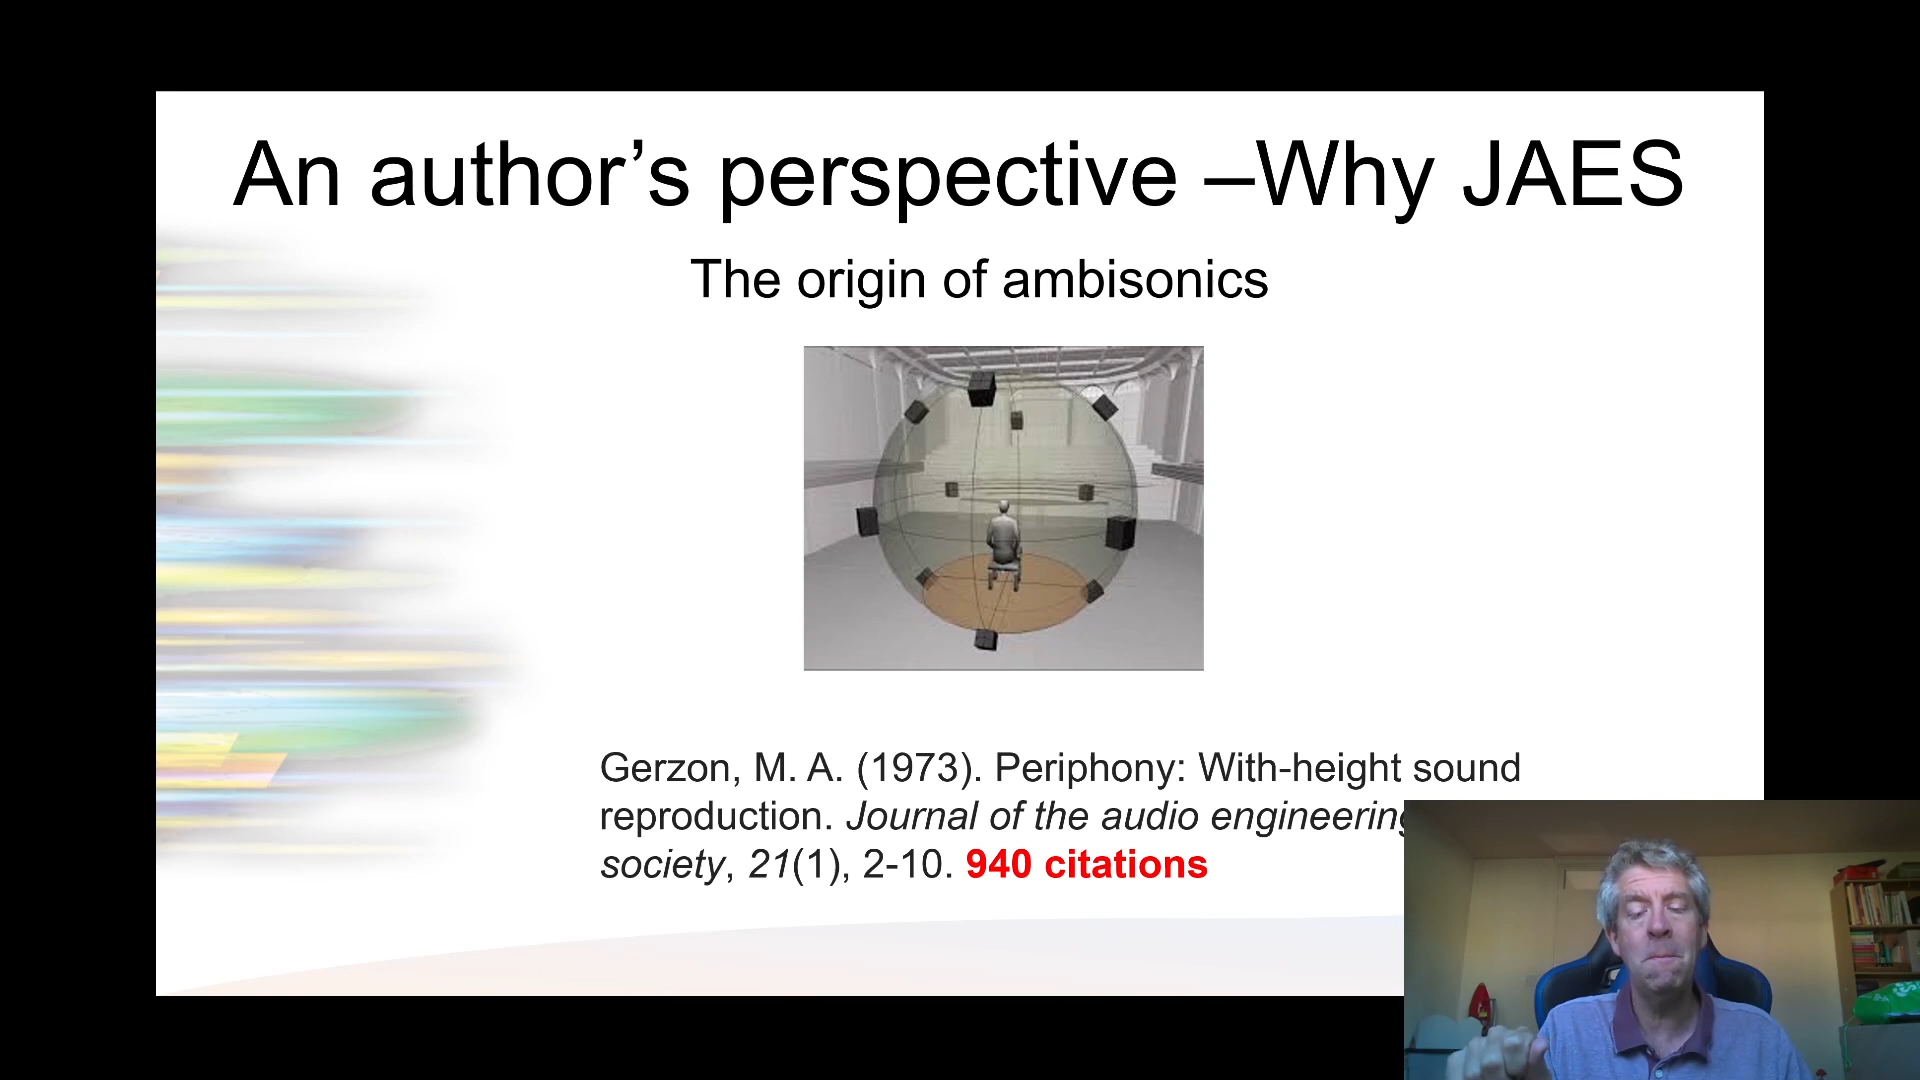 An author’s perspective –Why JAES
The origin of ambisonics
Gerzon, M. A. (1973). Periphony: With-height sound
reproduction. Journal of the audio engineering
society, 21(1), 2-10. 940 citations